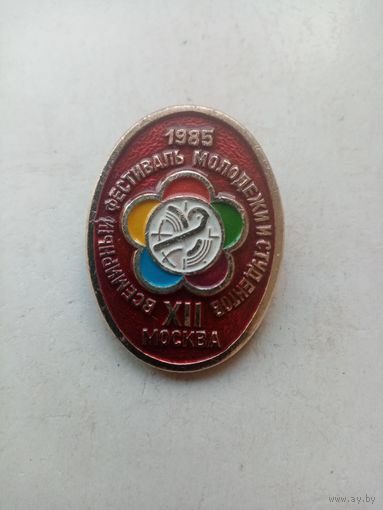 1985
ВСЕМИРНЫЙ ФЕСТИВАЛЬ МОЛОДЕЖИ И СТУДЕНТОВ
XII
МОСКВА
www.ay.by